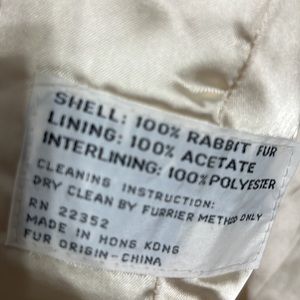 SHELL: 100% RABBIT FUR
LINING: 100% ACETATE
INTERLINING: 100% POLYESTER
CLEANING INSTRUCTION:
DRY CLEAN BY FURRIER METHOD ONLY
RN 22352
MADE IN HONG KONG
FUR ORIGIN-CHINA